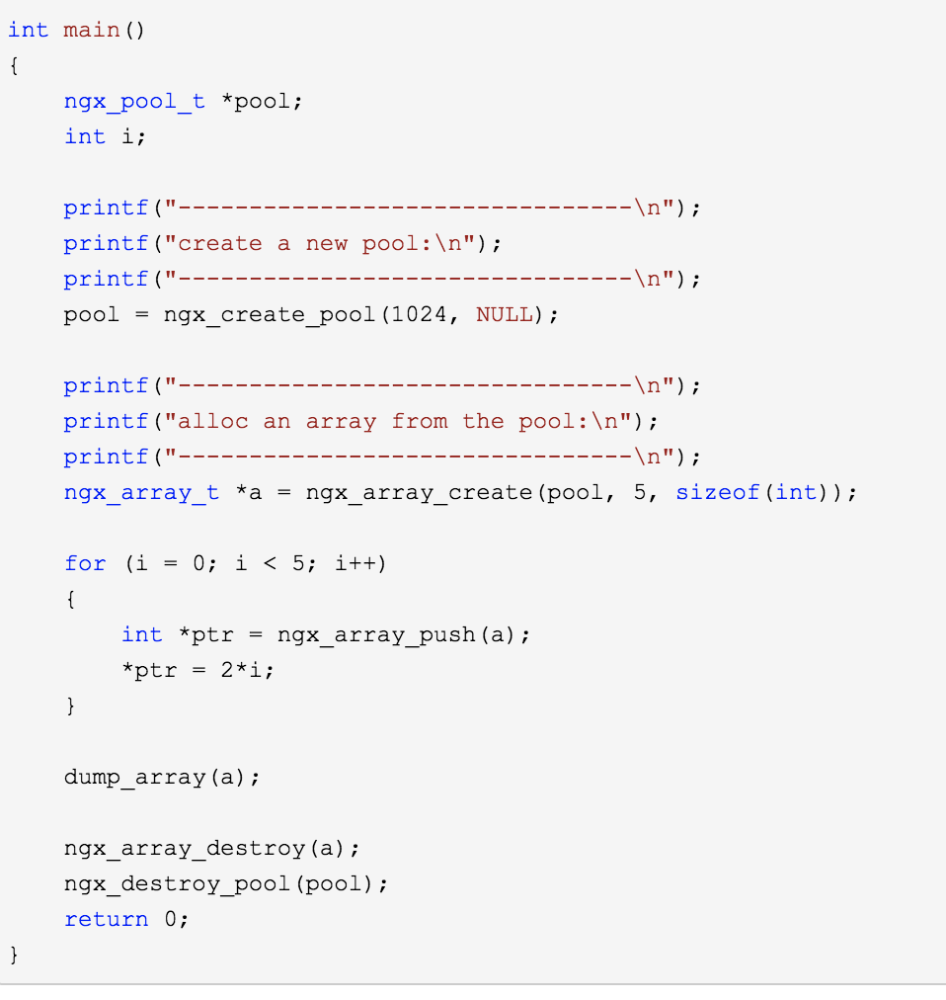 int main()
{
    ngx_pool_t *pool;
    int i;

    printf("--------------------------------\n");
    printf("create a new pool:\n");
    printf("--------------------------------\n");
    pool = ngx_create_pool(1024, NULL);

    printf("--------------------------------\n");
    printf("alloc an array from the pool:\n");
    printf("--------------------------------\n");
    ngx_array_t *a = ngx_array_create(pool, 5, sizeof(int));

    for (i = 0; i < 5; i++)
    {
        int *ptr = ngx_array_push(a);
        *ptr = 2*i;
    }

    dump_array(a);

    ngx_array_destroy(a);
    ngx_destroy_pool(pool);
    return 0;
}